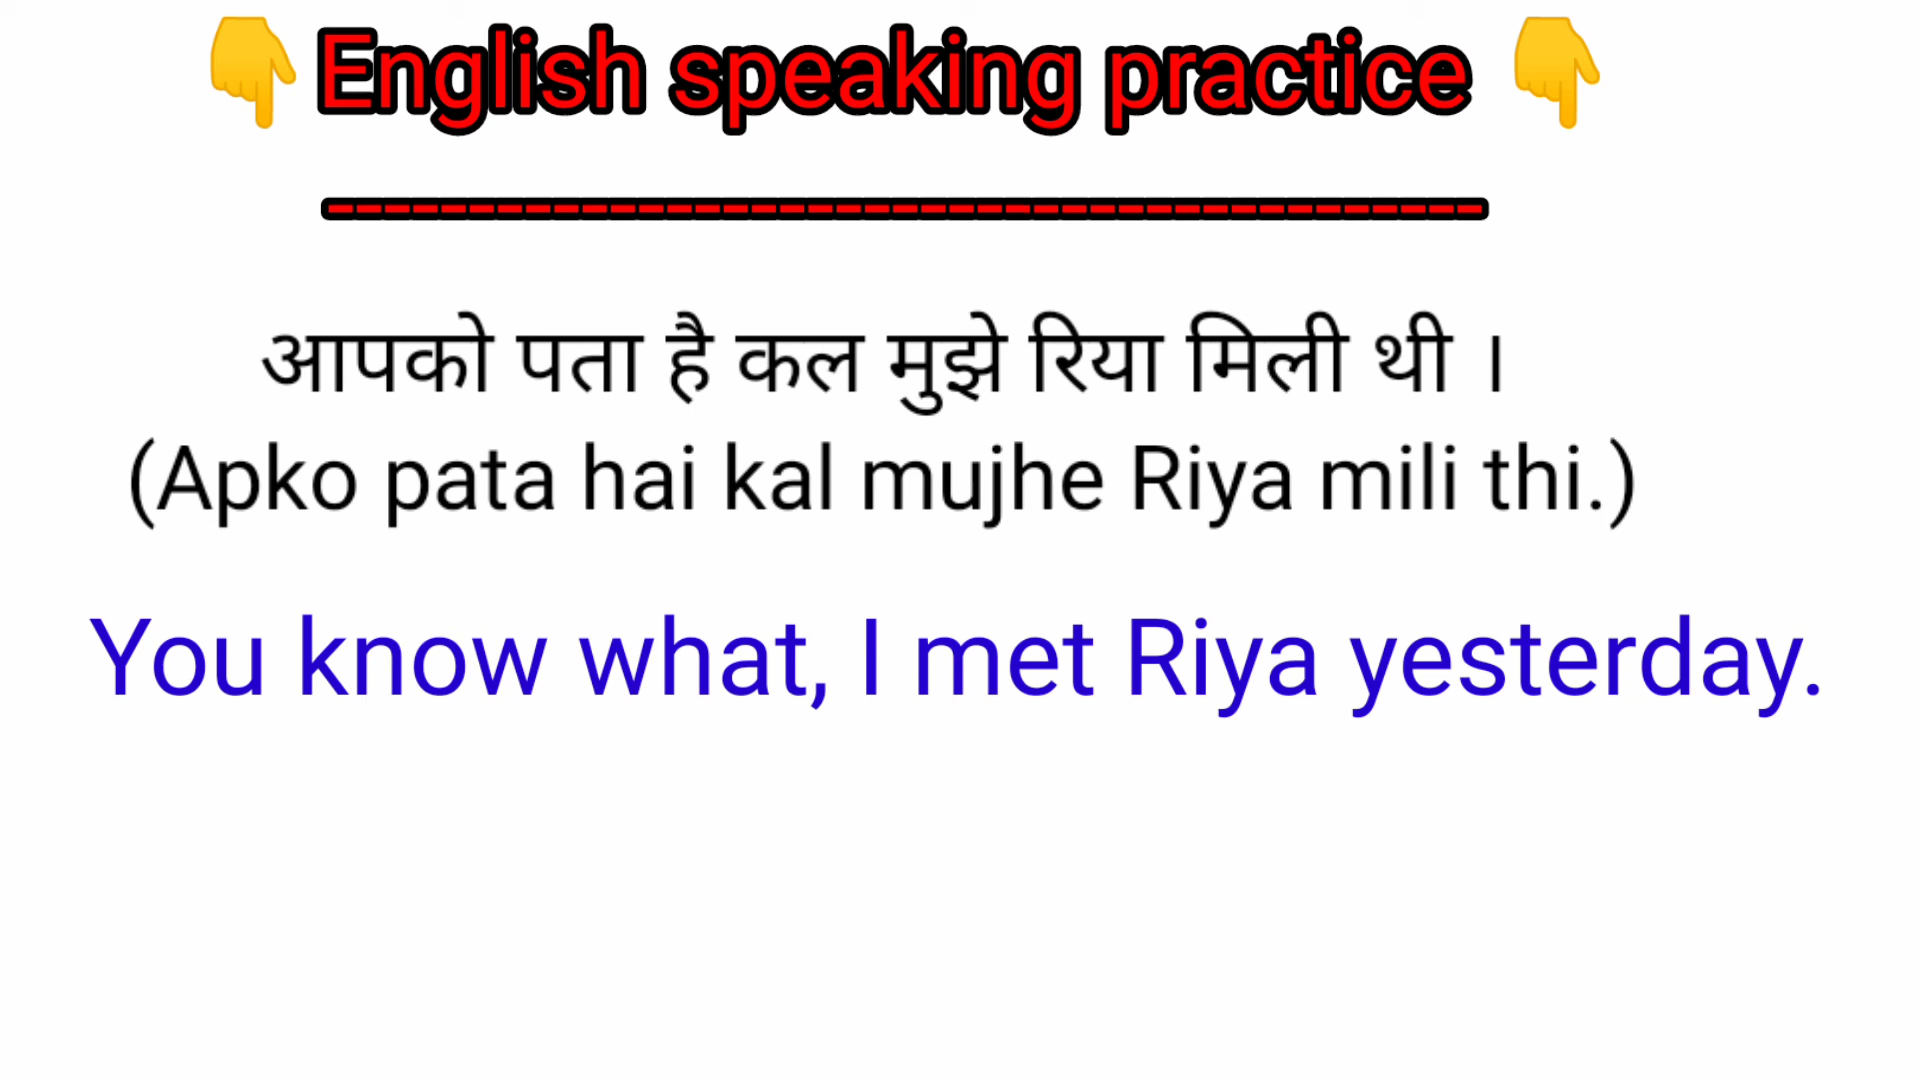 👇English speaking practice 👇
------------------------------------------
आपको पता है कल मुझे रिया मिली थी ।
(Apko pata hai kal mujhe Riya mili thi.)
You know what, I met Riya yesterday.